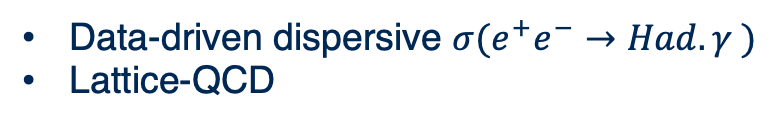 • Data-driven dispersive σ(e⁺e⁻ → Had.γ )
• Lattice-QCD